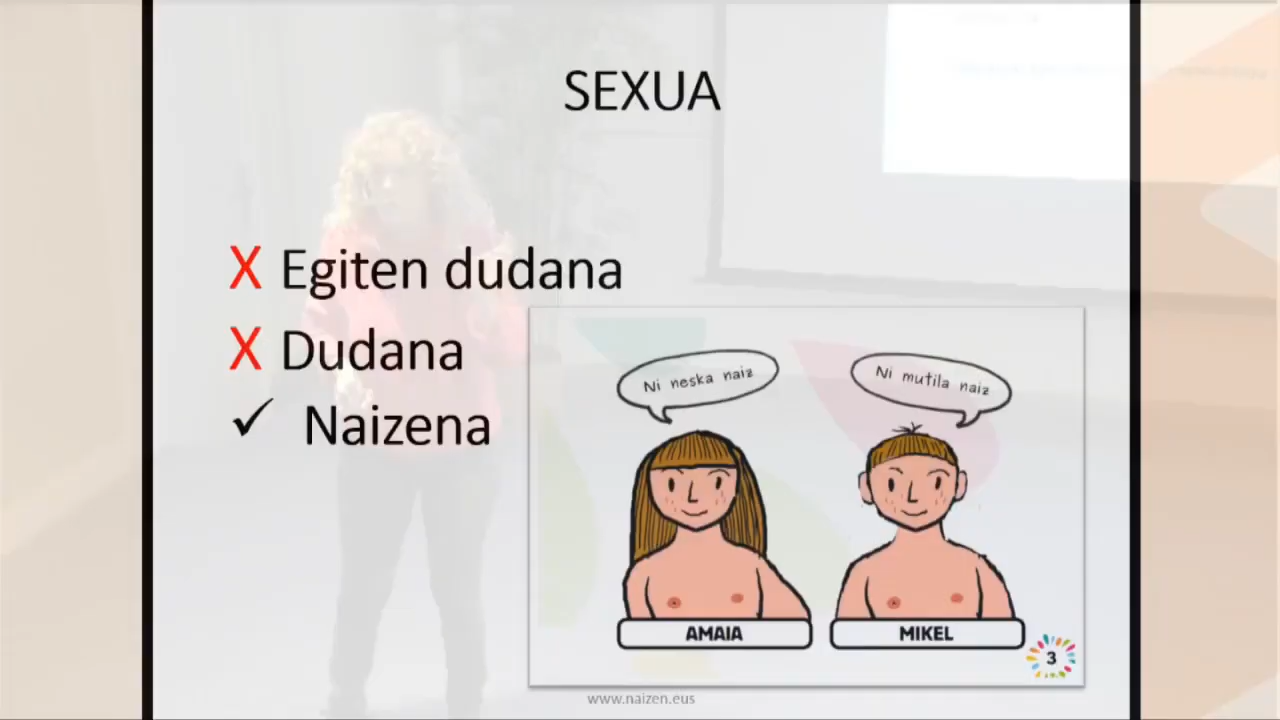 SEXUA
X Egiten dudana
X Dudana
✓ Naizena
Ni neska naiz
Ni mutila naiz
AMAIA
MIKEL
3
www.naizen.eus